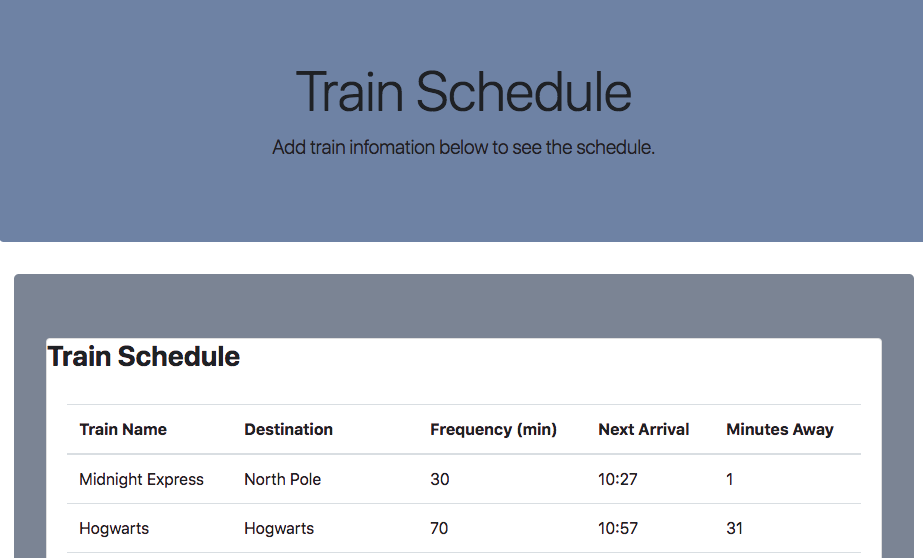 Train Schedule
Add train infomation below to see the schedule.
Train Schedule
Train Name Destination Frequency (min) Next Arrival Minutes Away
Midnight Express North Pole 30 10:27 1
Hogwarts Hogwarts 70 10:57 31